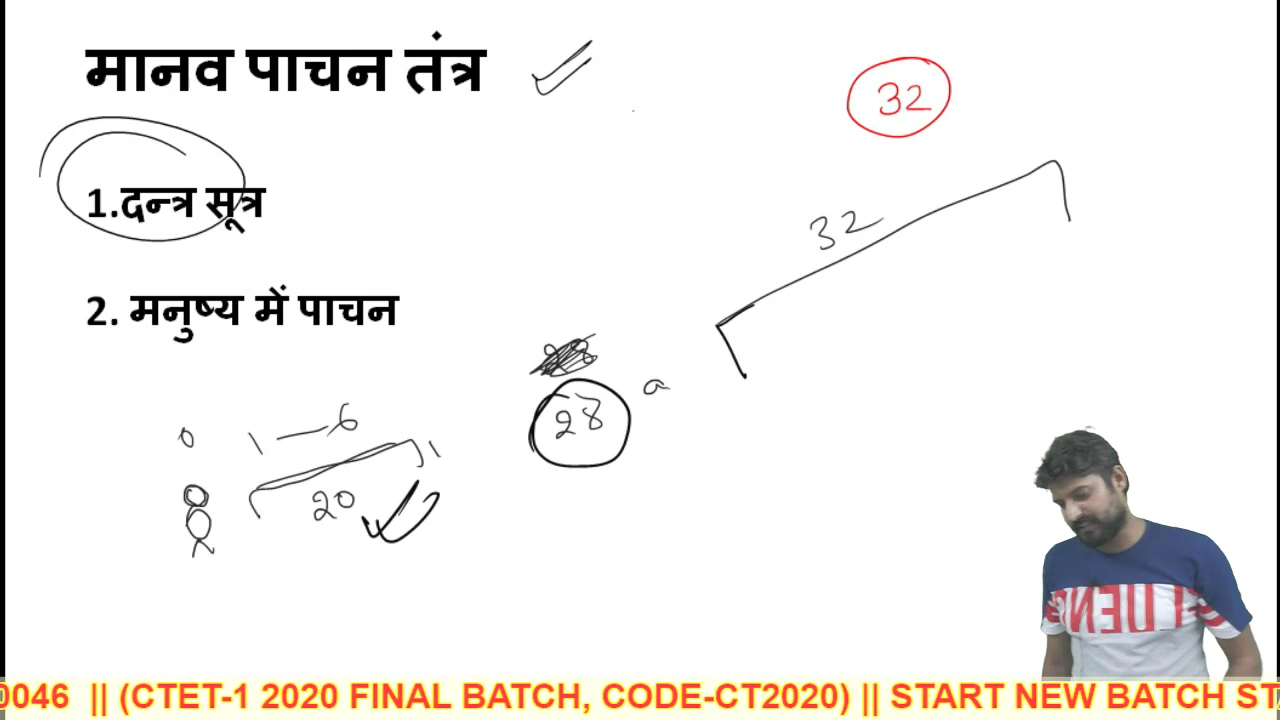 मानव पाचन तंत्र
32
1.दन्त्र सूत्र
32
2. मनुष्य में पाचन
28 a
0 1 — 6
20
0046 || (CTET-1 2020 FINAL BATCH, CODE-CT2020) || START NEW BATCH ST